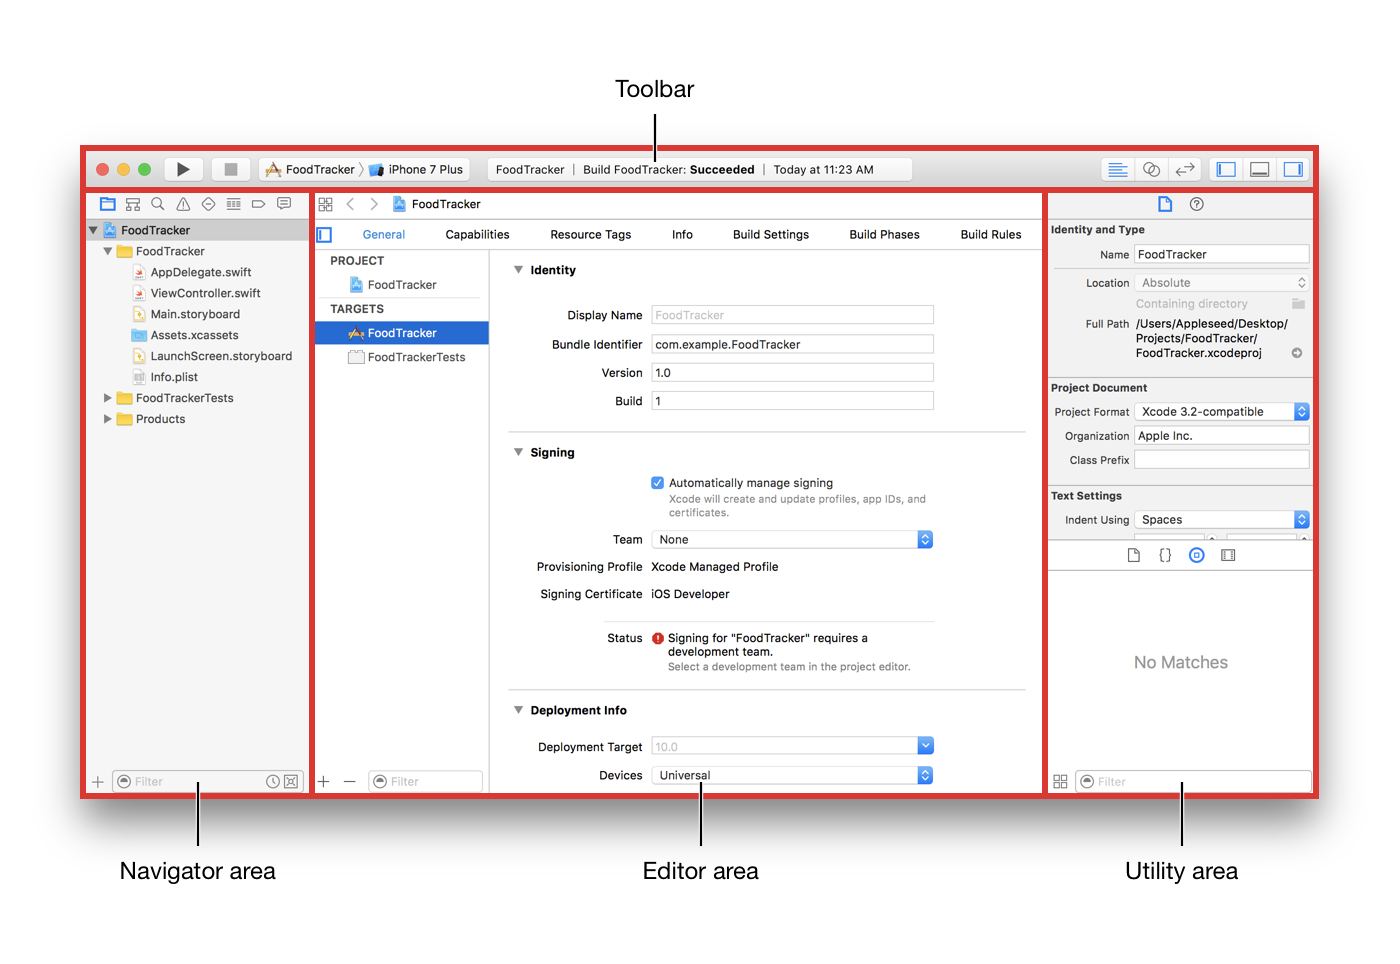 Toolbar
FoodTracker iPhone 7 Plus
FoodTracker | Build FoodTracker: Succeeded | Today at 11:23 AM
FoodTracker
FoodTracker
AppDelegate.swift
ViewController.swift
Main.storyboard
Assets.xcassets
LaunchScreen.storyboard
Info.plist
FoodTrackerTests
Products
Filter
FoodTracker
General Capabilities Resource Tags Info Build Settings Build Phases Build Rules
PROJECT
FoodTracker
TARGETS
FoodTracker
FoodTrackerTests
Filter
Identity
Display Name FoodTracker
Bundle Identifier com.example.FoodTracker
Version 1.0
Build 1
Signing
Automatically manage signing
Xcode will create and update profiles, app IDs, and
certificates.
Team None
Provisioning Profile Xcode Managed Profile
Signing Certificate iOS Developer
Status Signing for "FoodTracker" requires a
development team.
Select a development team in the project editor.
Deployment Info
Deployment Target 10.0
Devices Universal
Identity and Type
Name FoodTracker
Location Absolute
Containing directory
Full Path /Users/Appleseed/Desktop/
Projects/FoodTracker/
FoodTracker.xcodeproj
Project Document
Project Format Xcode 3.2-compatible
Organization Apple Inc.
Class Prefix
Text Settings
Indent Using Spaces
No Matches
Filter
Navigator area
Editor area
Utility area